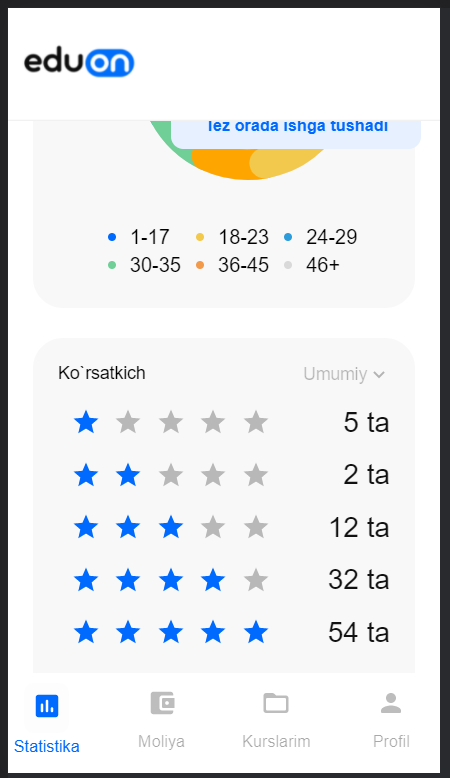 eduon
Tez orada ishga tushadi
1-17 18-23 24-29
30-35 36-45 46+
Ko`rsatkich Umumiy
5 ta
2 ta
12 ta
32 ta
54 ta
Statistika Moliya Kurslarim Profil